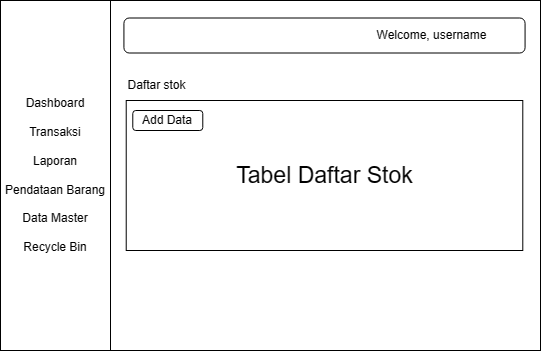 Welcome, username
Daftar stok
Add Data
Tabel Daftar Stok
Dashboard
Transaksi
Laporan
Pendataan Barang
Data Master
Recycle Bin